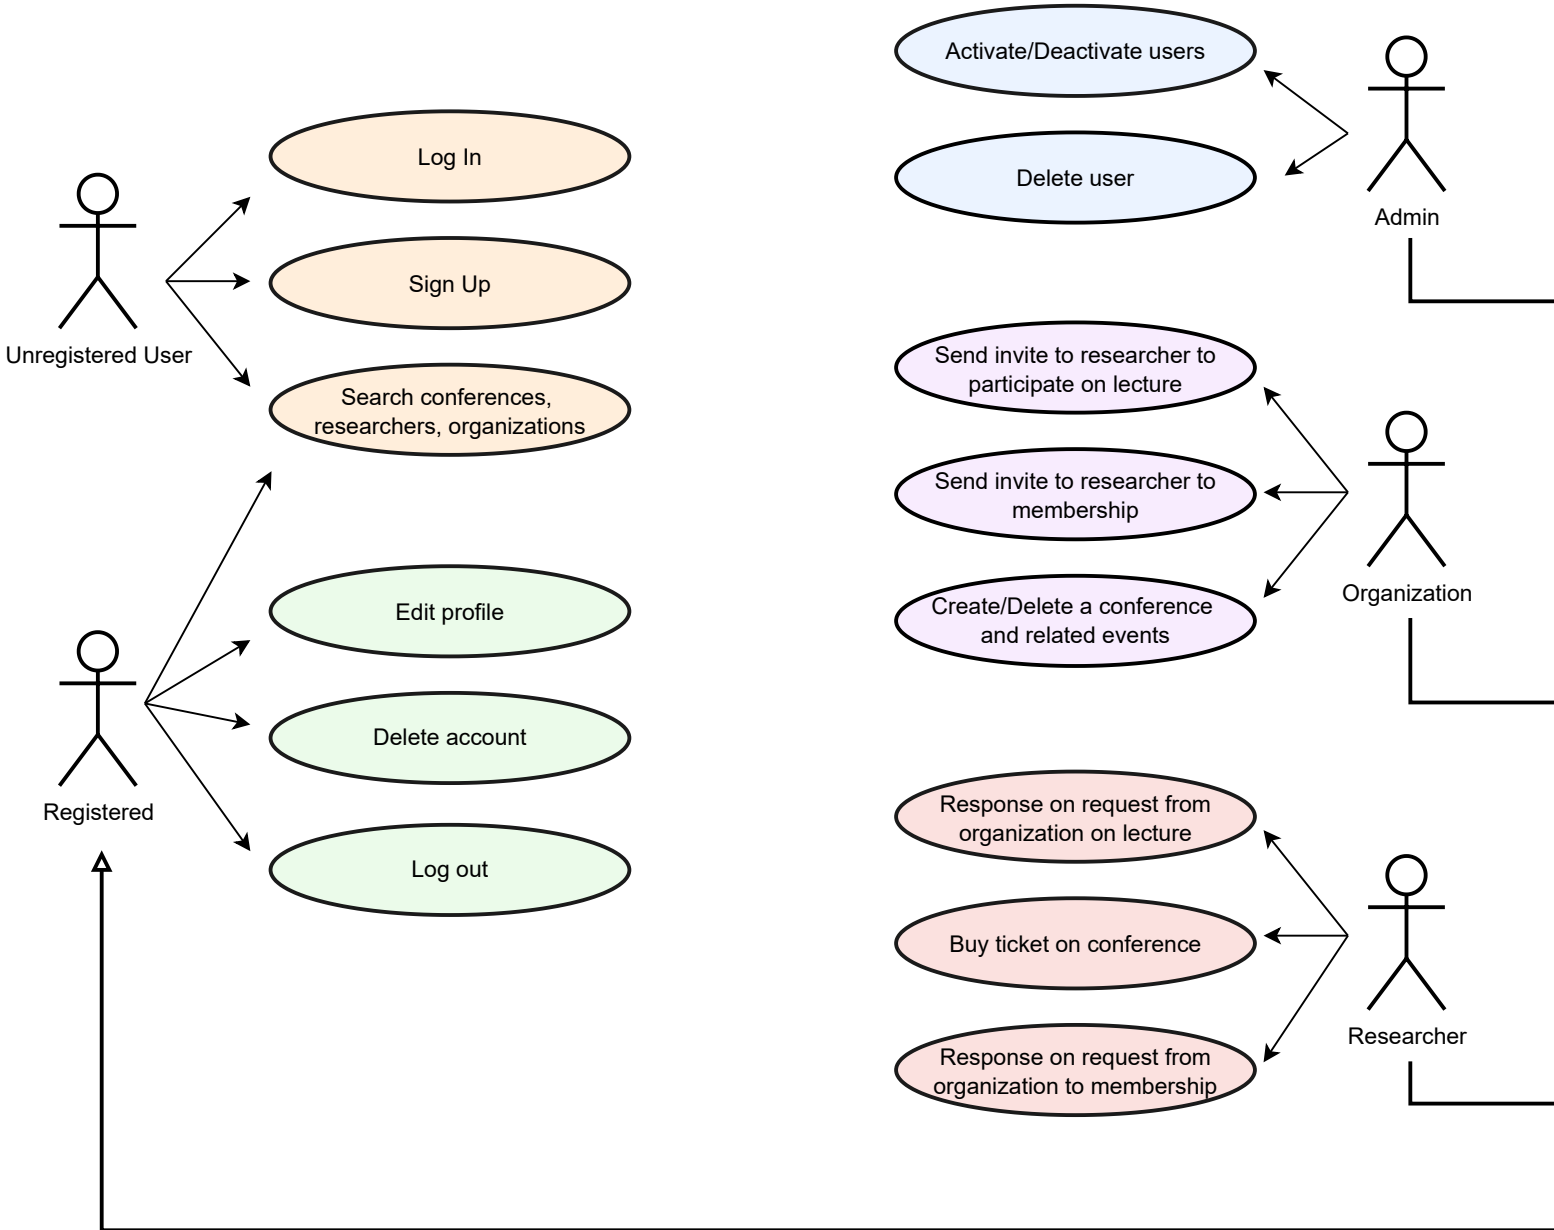 Log In
Sign Up
Search conferences,
researchers, organizations
Unregistered User
Edit profile
Delete account
Log out
Registered
Activate/Deactivate users
Delete user
Admin
Send invite to researcher to
participate on lecture
Send invite to researcher to
membership
Create/Delete a conference
and related events
Organization
Response on request from
organization on lecture
Buy ticket on conference
Response on request from
organization to membership
Researcher